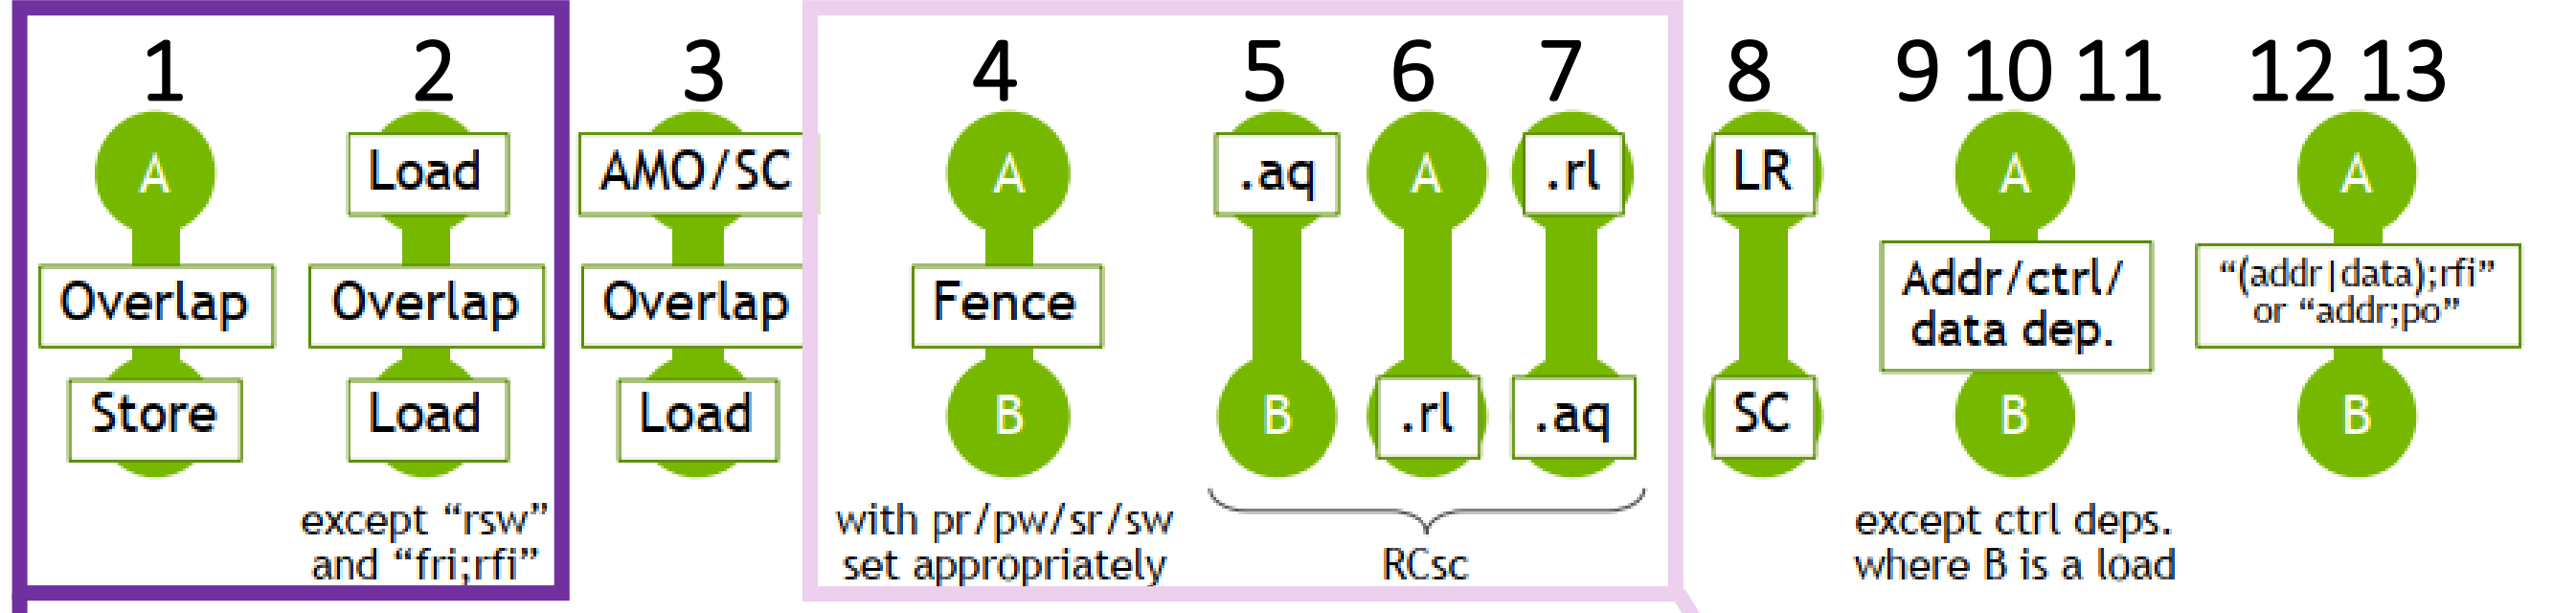 1 2 3 4 5 6 7 8 9 10 11 12 13
A Load AMO/SC A .aq A .rl LR A A
Overlap Overlap Overlap Fence Addr/ctrl/
data dep. “(addr|data);rfi”
or “addr;po”
Store Load Load B B .rl .aq SC B B
except “rsw”
and “fri;rfi”
with pr/pw/sr/sw
set appropriately
RCsc
except ctrl deps.
where B is a load